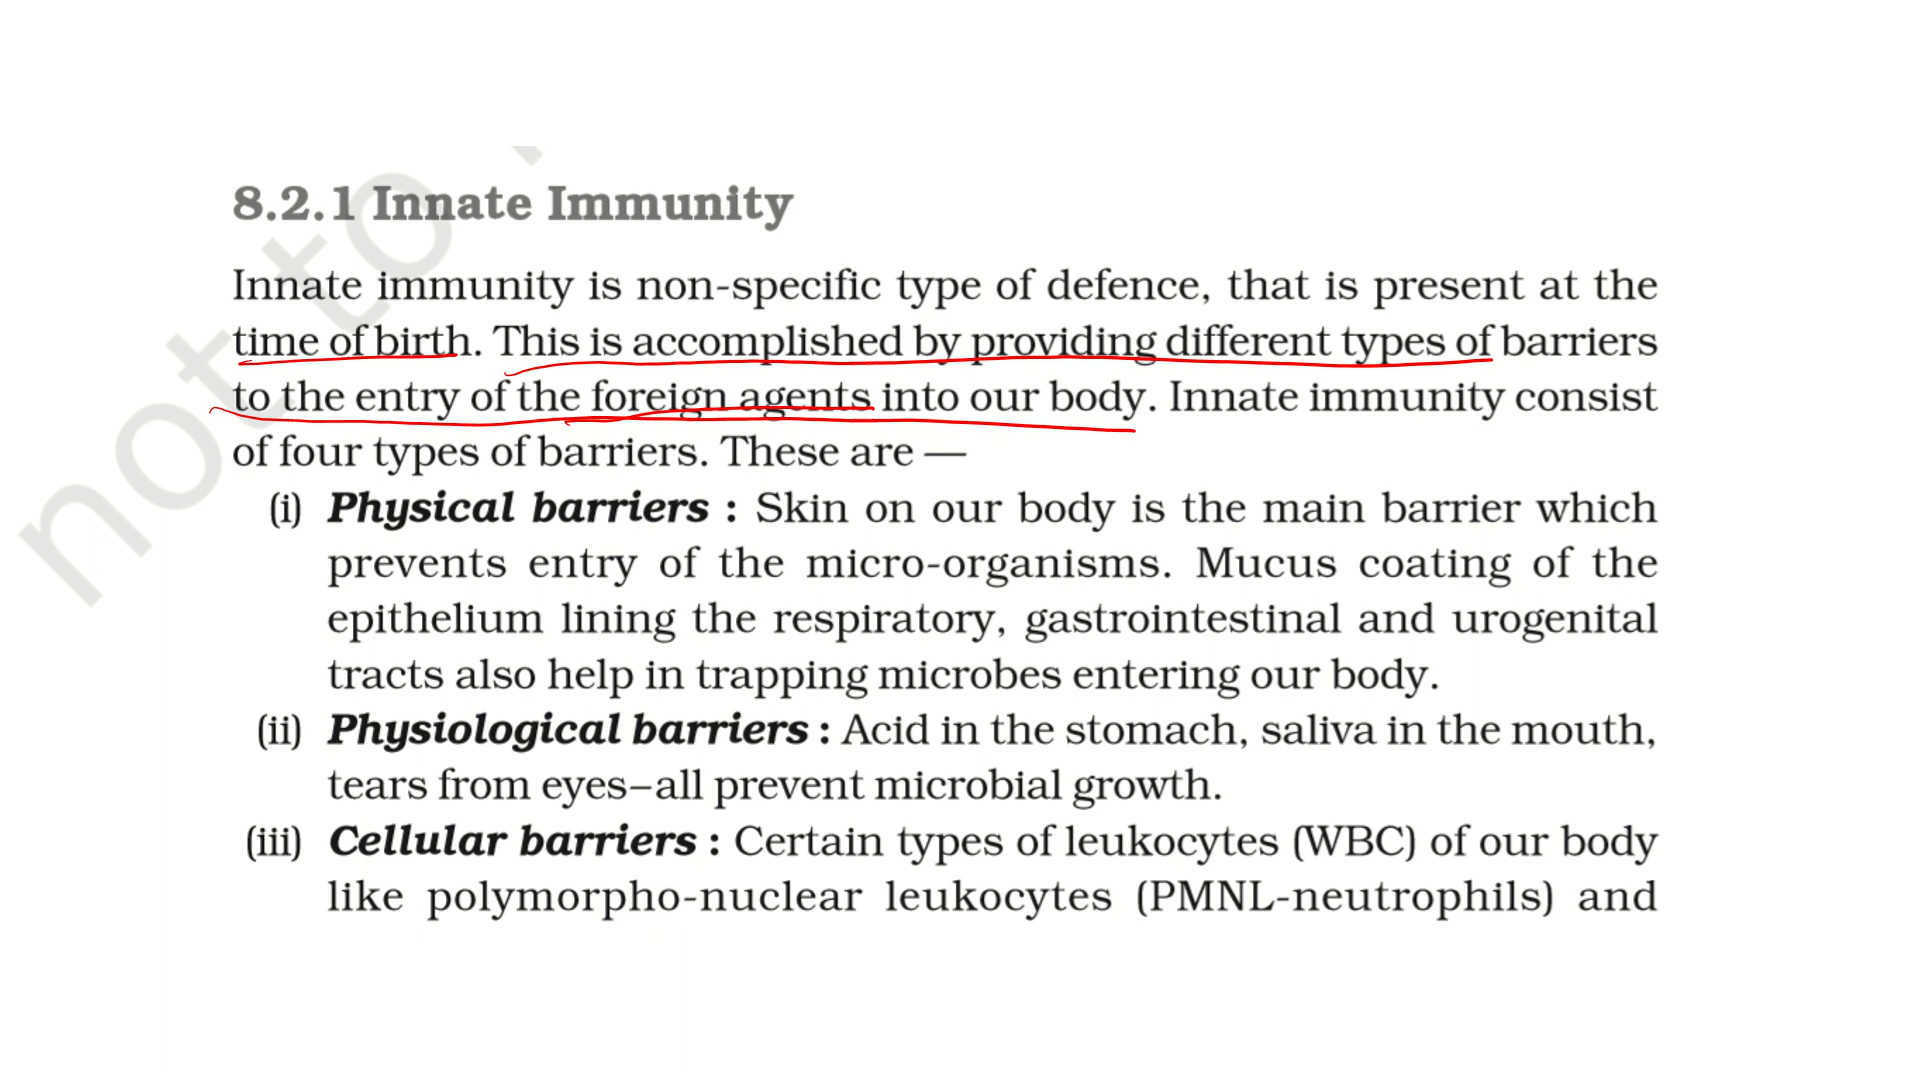 not to
8.2.1 Innate Immunity
Innate immunity is non-specific type of defence, that is present at the
time of birth. This is accomplished by providing different types of barriers
to the entry of the foreign agents into our body. Innate immunity consist
of four types of barriers. These are —
(i) Physical barriers : Skin on our body is the main barrier which
prevents entry of the micro-organisms. Mucus coating of the
epithelium lining the respiratory, gastrointestinal and urogenital
tracts also help in trapping microbes entering our body.
(ii) Physiological barriers : Acid in the stomach, saliva in the mouth,
tears from eyes–all prevent microbial growth.
(iii) Cellular barriers : Certain types of leukocytes (WBC) of our body
like polymorpho-nuclear leukocytes (PMNL-neutrophils) and